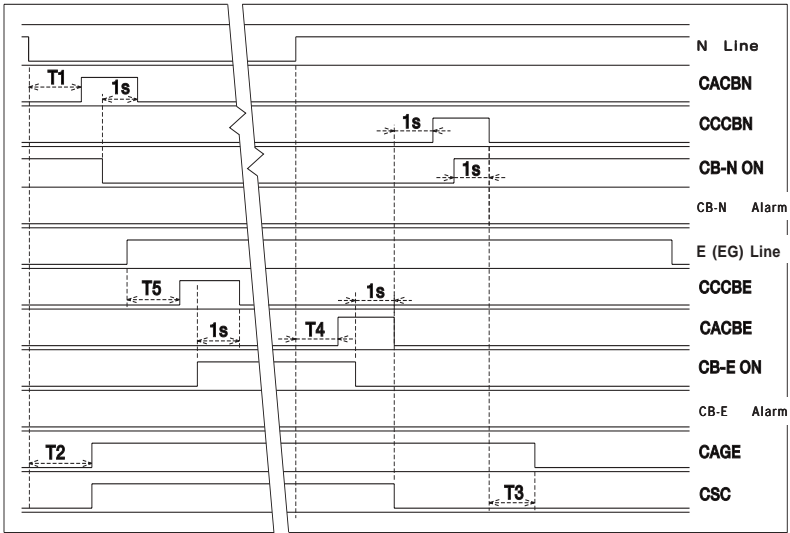 N Line
T1
1s
CACBN
1s
CCCBN
1s
CB-N ON
CB-N Alarm
E (EG) Line
T5
1s
CCCBE
1s
T4
CACBE
CB-E ON
CB-E Alarm
T2
CAGE
T3
CSC